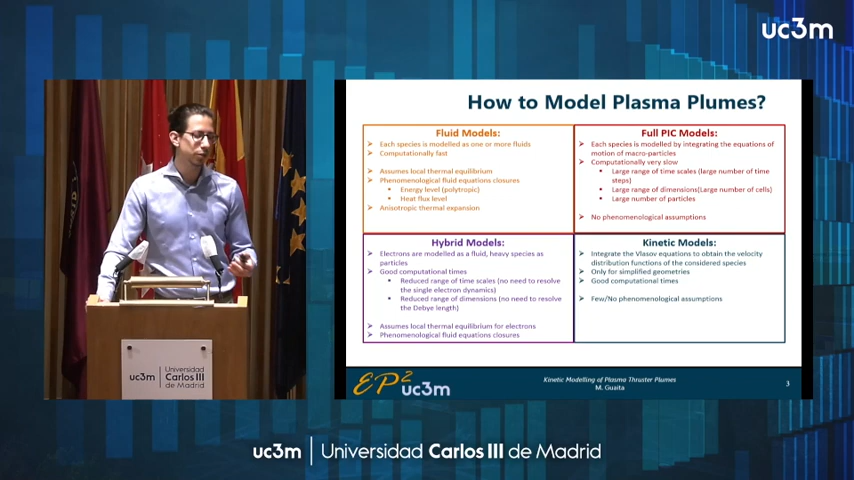 uc3m
How to Model Plasma Plumes?
Fluid Models:
➢ Each species is modelled as one or more fluids
➢ Computationally fast
➢ Assumes local thermal equilibrium
➢ Phenomenological fluid equations closures
▪ Energy level (polytropic)
▪ Heat flux level
➢ Anisotropic thermal expansion
Full PIC Models:
➢ Each species is modelled by integrating the equations of
motion of macro-particles
➢ Computationally very slow
▪ Large range of time scales (large number of time
steps)
▪ Large range of dimensions(Large number of cells)
▪ Large number of particles
➢ No phenomenological assumptions
Hybrid Models:
➢ Electrons are modelled as a fluid, heavy species as
particles
➢ Good computational times
▪ Reduced range of time scales (no need to resolve
the single electron dynamics)
▪ Reduced range of dimensions (no need to resolve
the Debye length)
➢ Assumes local thermal equilibrium for electrons
➢ Phenomenological fluid equations closures
Kinetic Models:
➢ Integrate the Vlasov equations to obtain the velocity
distribution functions of the considered species
➢ Only for simplified geometries
➢ Good computational times
➢ Few/No phenomenological assumptions
EP2 uc3m
Kinetic Modelling of Plasma Thruster Plumes
M. Guaita
3
uc3m
Universidad
Carlos III
de Madrid
uc3m | Universidad Carlos III de Madrid